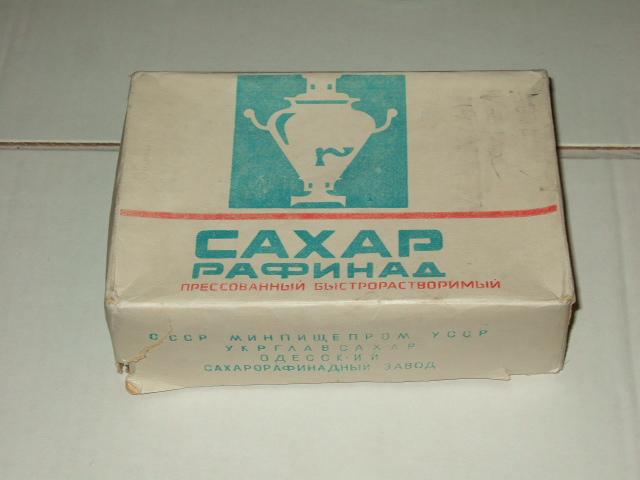 САХАР
РАФИНАД
ПРЕССОВАННЫЙ БЫСТРОРАСТВОРИМЫЙ
СССР МИНПИЩЕПРОМ УССР
УКРГЛАВСАХАР
ОДЕССКИЙ
САХАРОРАФИНАДНЫЙ ЗАВОД